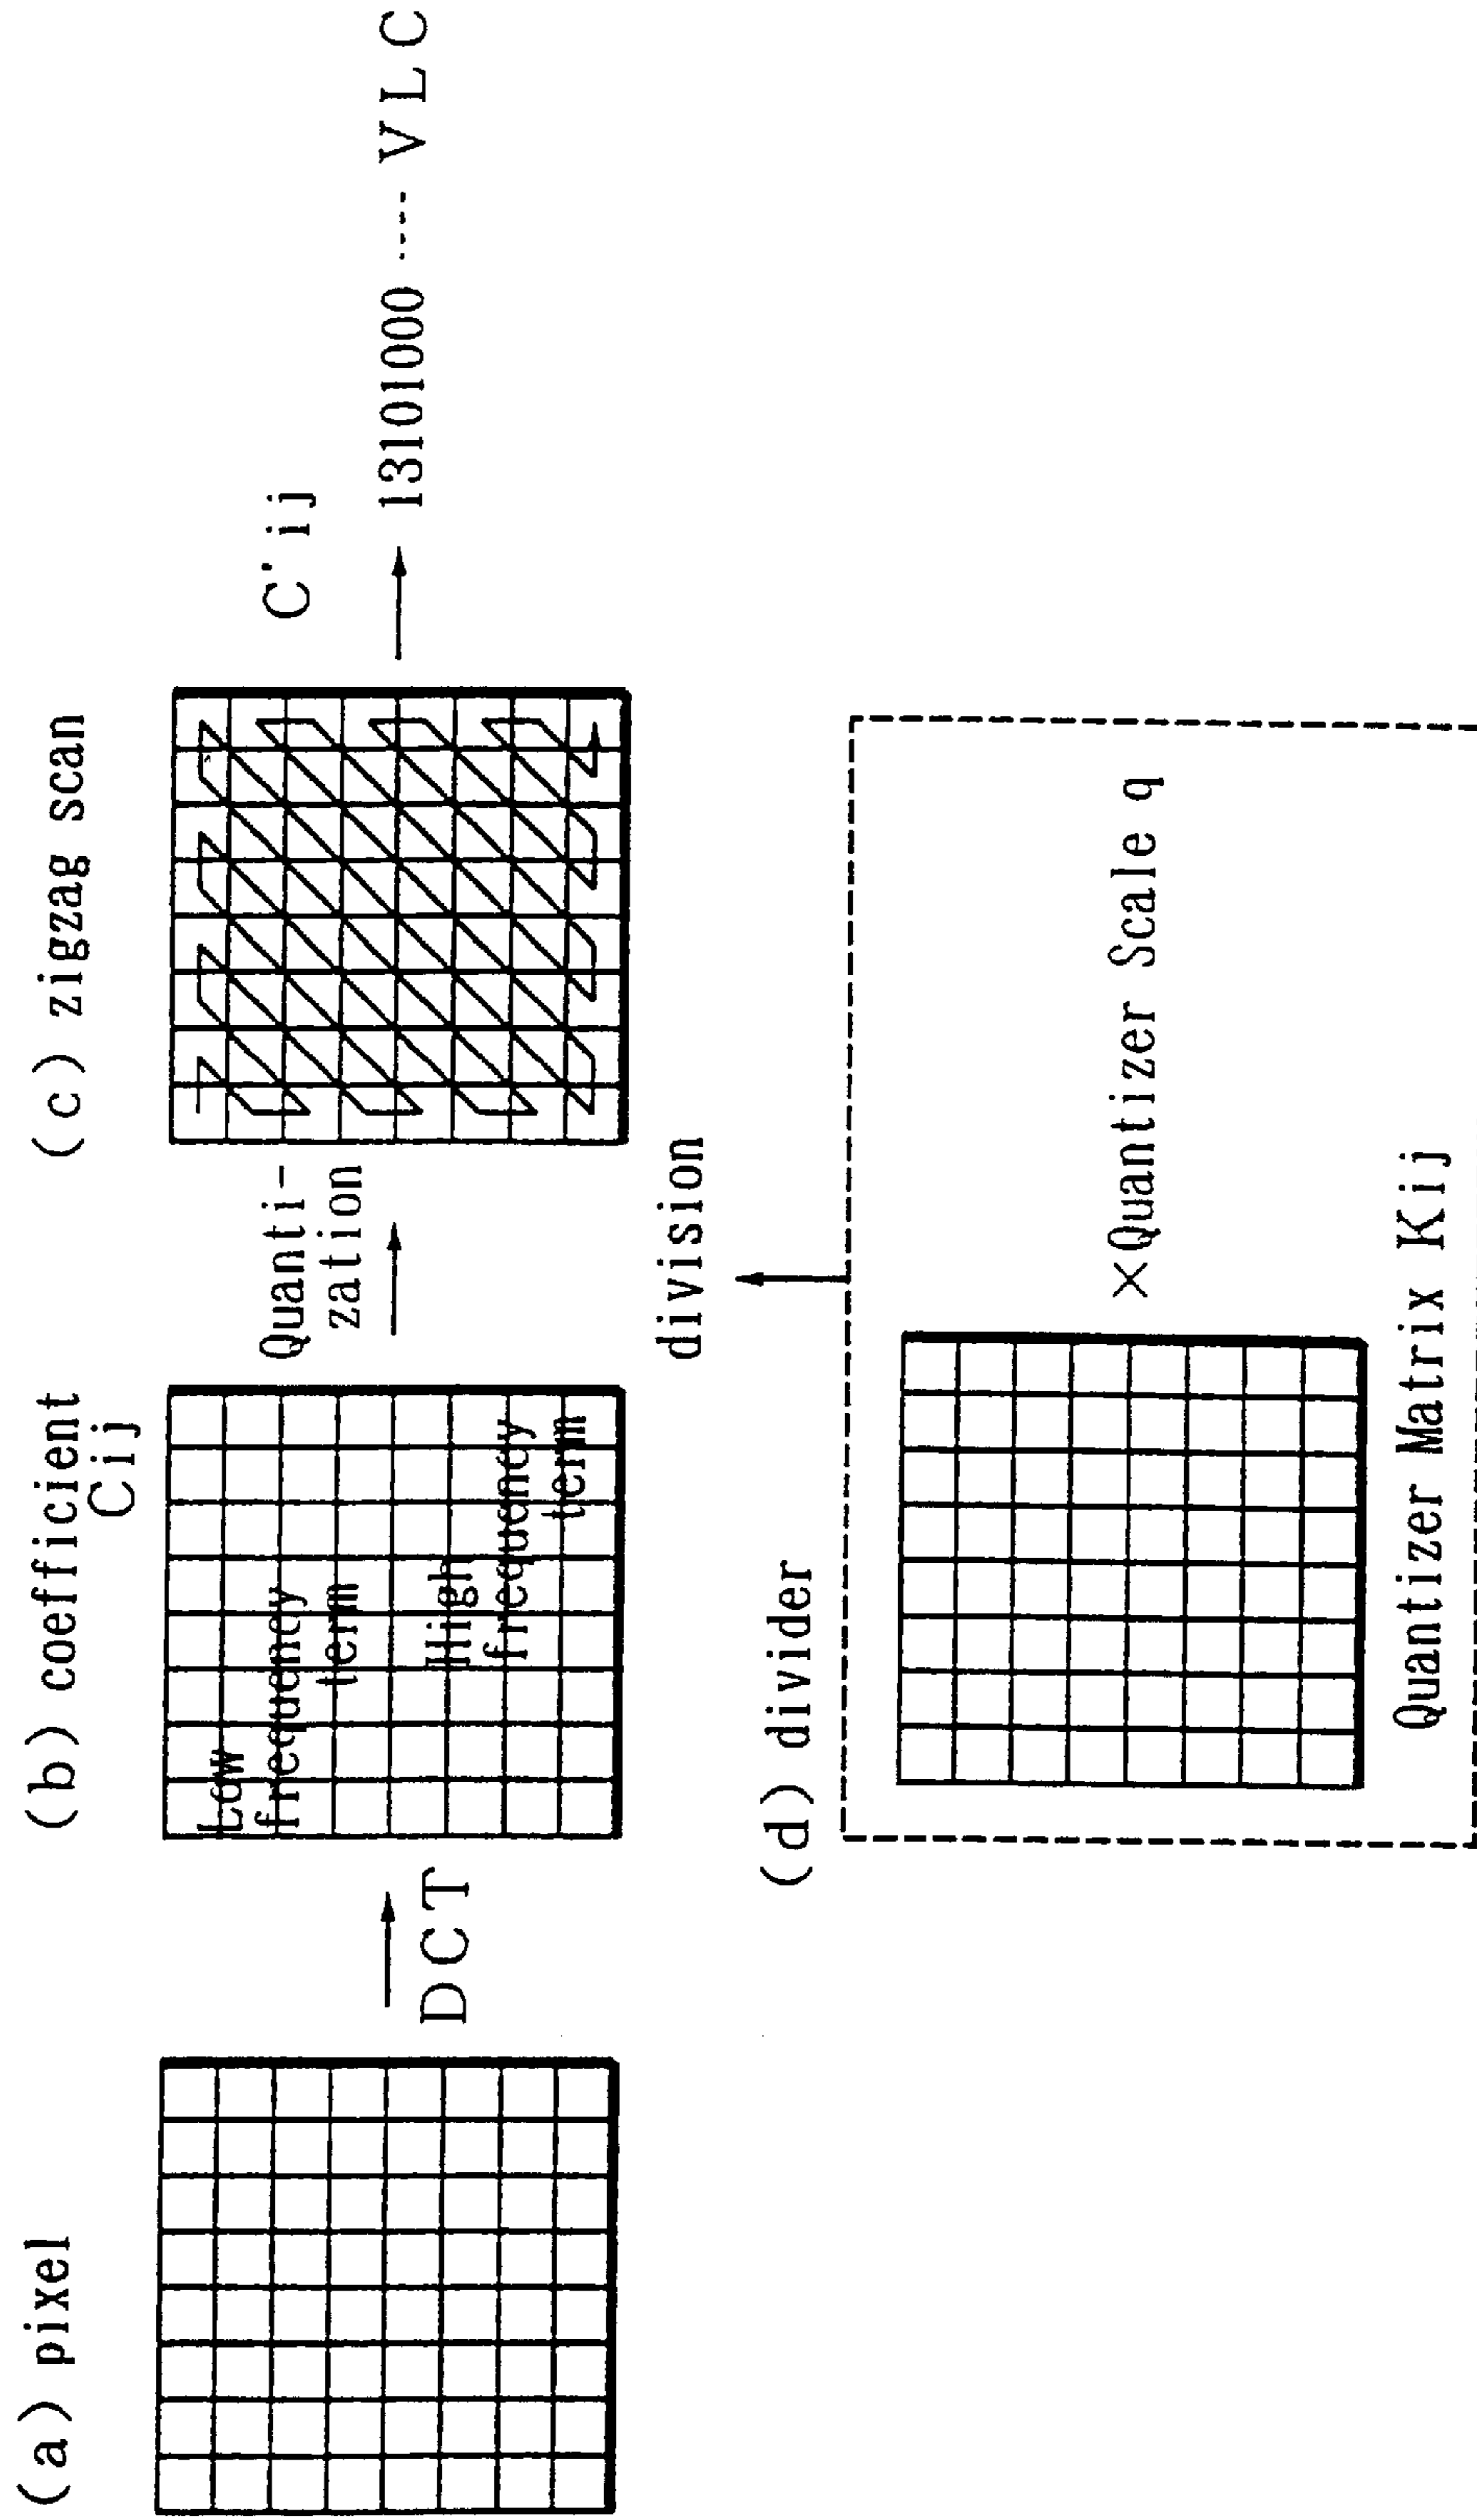 (a) pixel
DCT
(b) coefficient
Cij
Low
frequency
term
High
frequency
term
Quanti-
zation
division
(c) zigzag scan
C'ij
13101000 ---- VLC
(d) divider
×Quantizer Scale q
Quantizer Matrix Kij